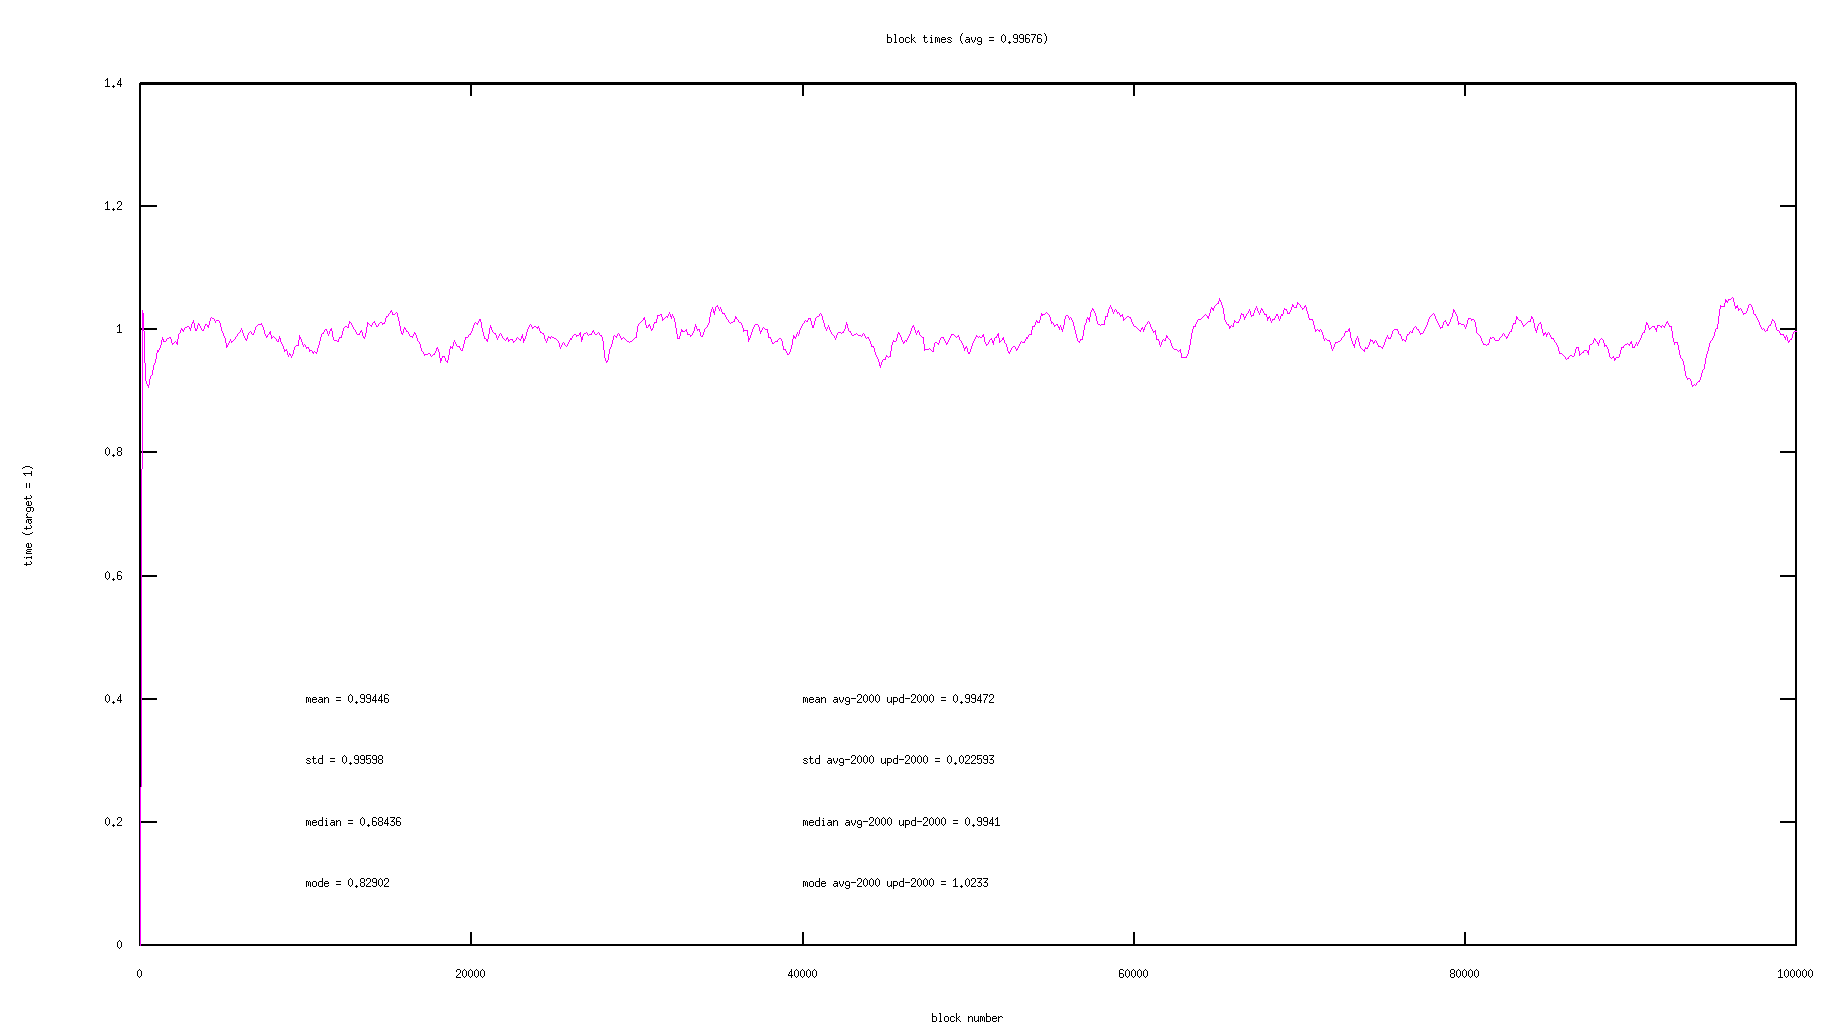 block times (avg = 0.99676)
1.4
1.2
1
0.8
0.6
0.4
0.2
0
time (target = 1)
mean = 0.99446
mean avg-2000 upd-2000 = 0.99472
std = 0.99598
std avg-2000 upd-2000 = 0.022593
median = 0.68436
median avg-2000 upd-2000 = 0.9941
mode = 0.82902
mode avg-2000 upd-2000 = 1.0233
0
20000
40000
60000
80000
100000
block number